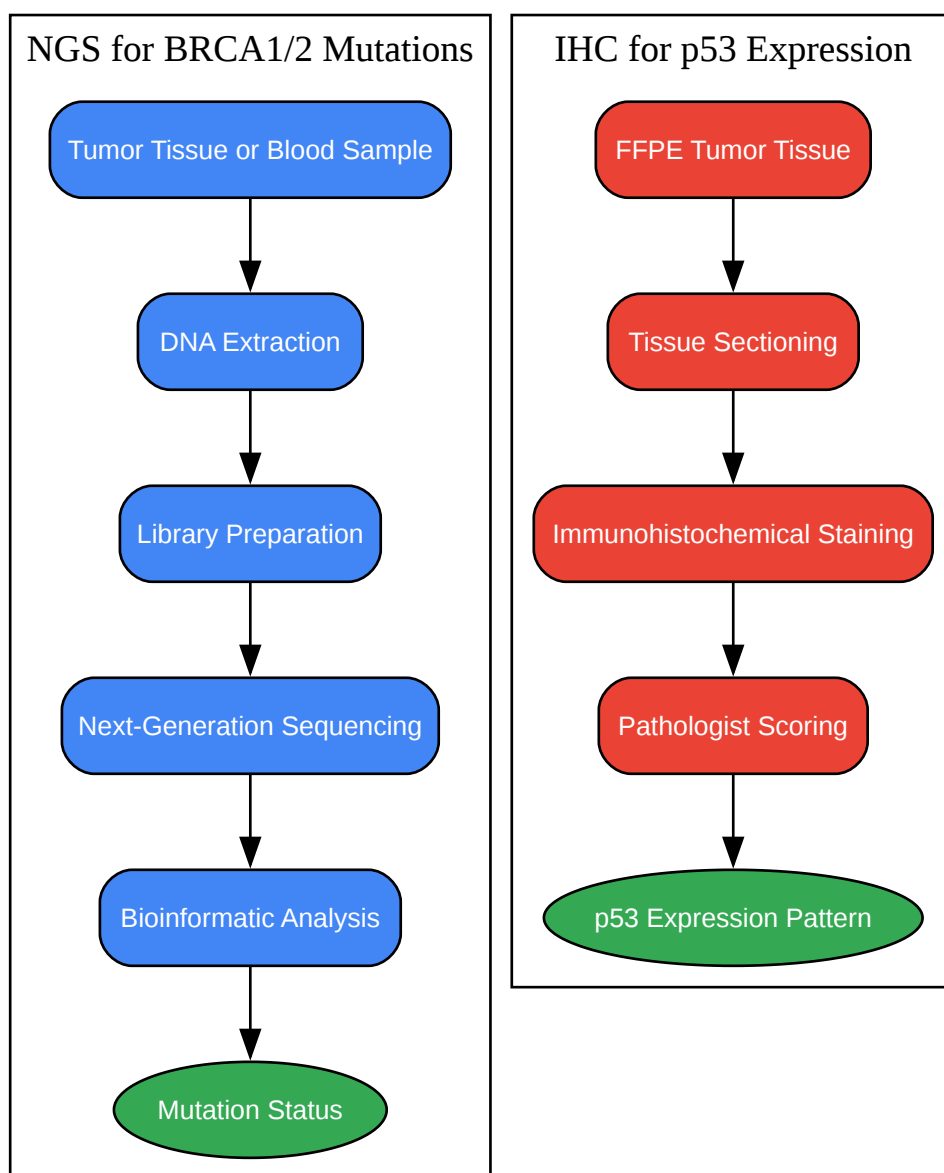 NGS for BRCA1/2 Mutations
Tumor Tissue or Blood Sample
DNA Extraction
Library Preparation
Next-Generation Sequencing
Bioinformatic Analysis
Mutation Status
IHC for p53 Expression
FFPE Tumor Tissue
Tissue Sectioning
Immunohistochemical Staining
Pathologist Scoring
p53 Expression Pattern